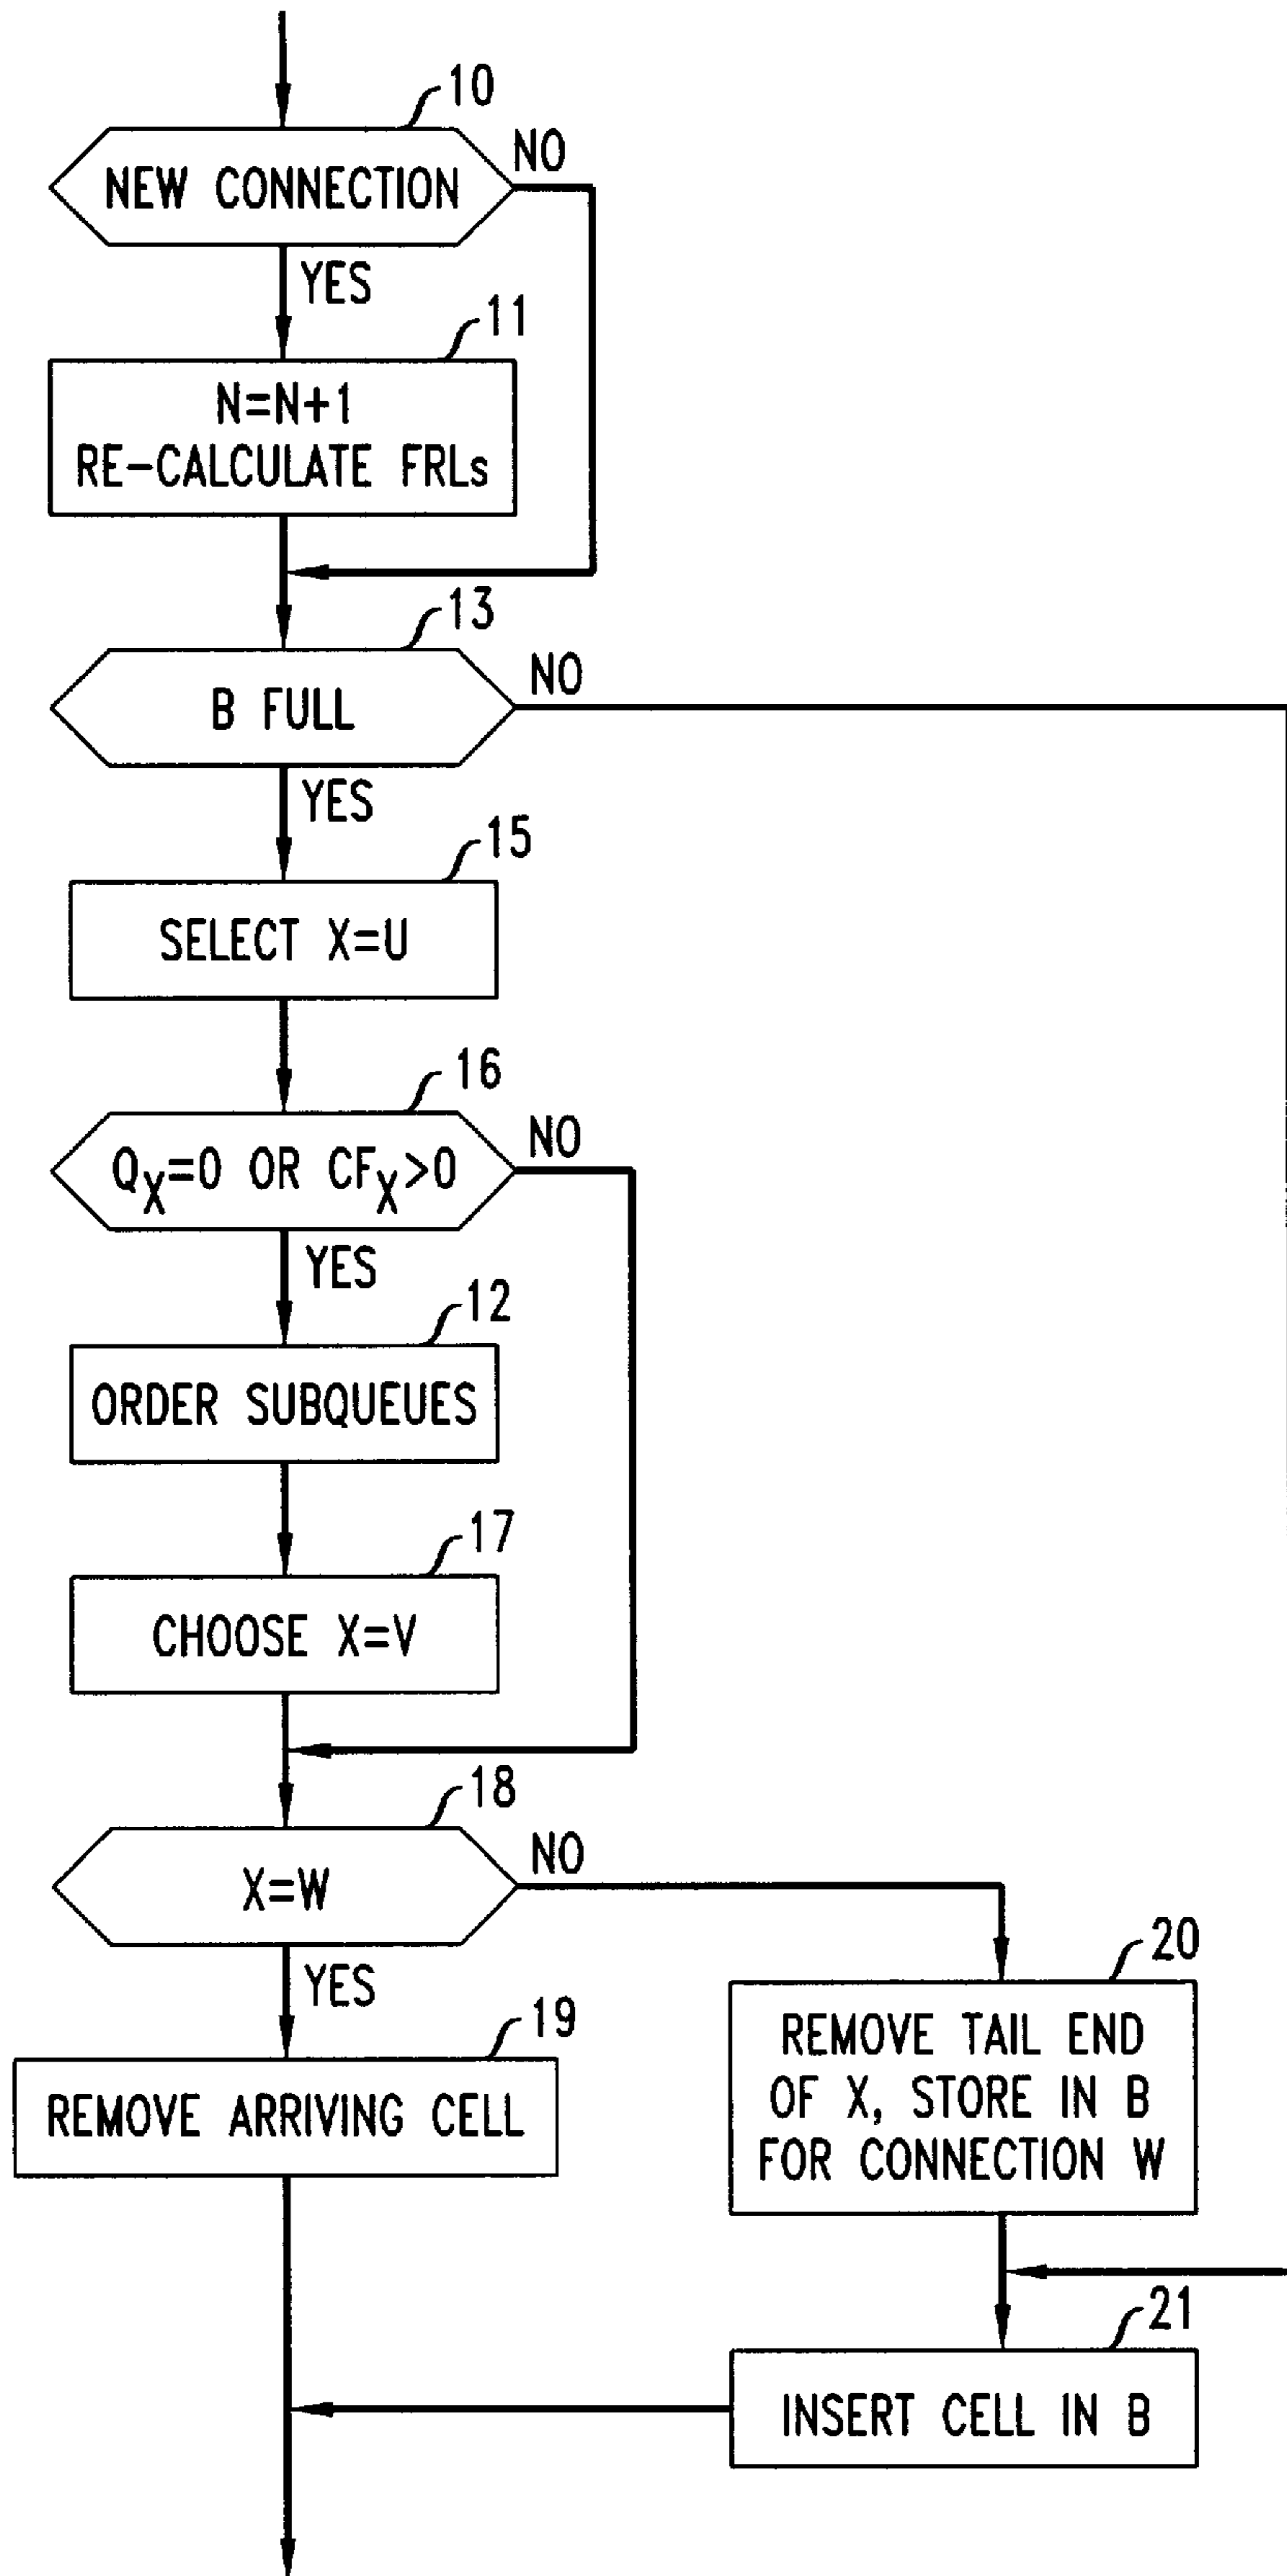 10
NEW CONNECTION
NO
YES
11
N=N+1
RE-CALCULATE FRLs
13
B FULL
NO
YES
15
SELECT X=U
16
QX=0 OR CFX>0
NO
YES
12
ORDER SUBQUEUES
17
CHOOSE X=V
18
X=W
NO
YES
19
REMOVE ARRIVING CELL
20
REMOVE TAIL END
OF X, STORE IN B
FOR CONNECTION W
21
INSERT CELL IN B